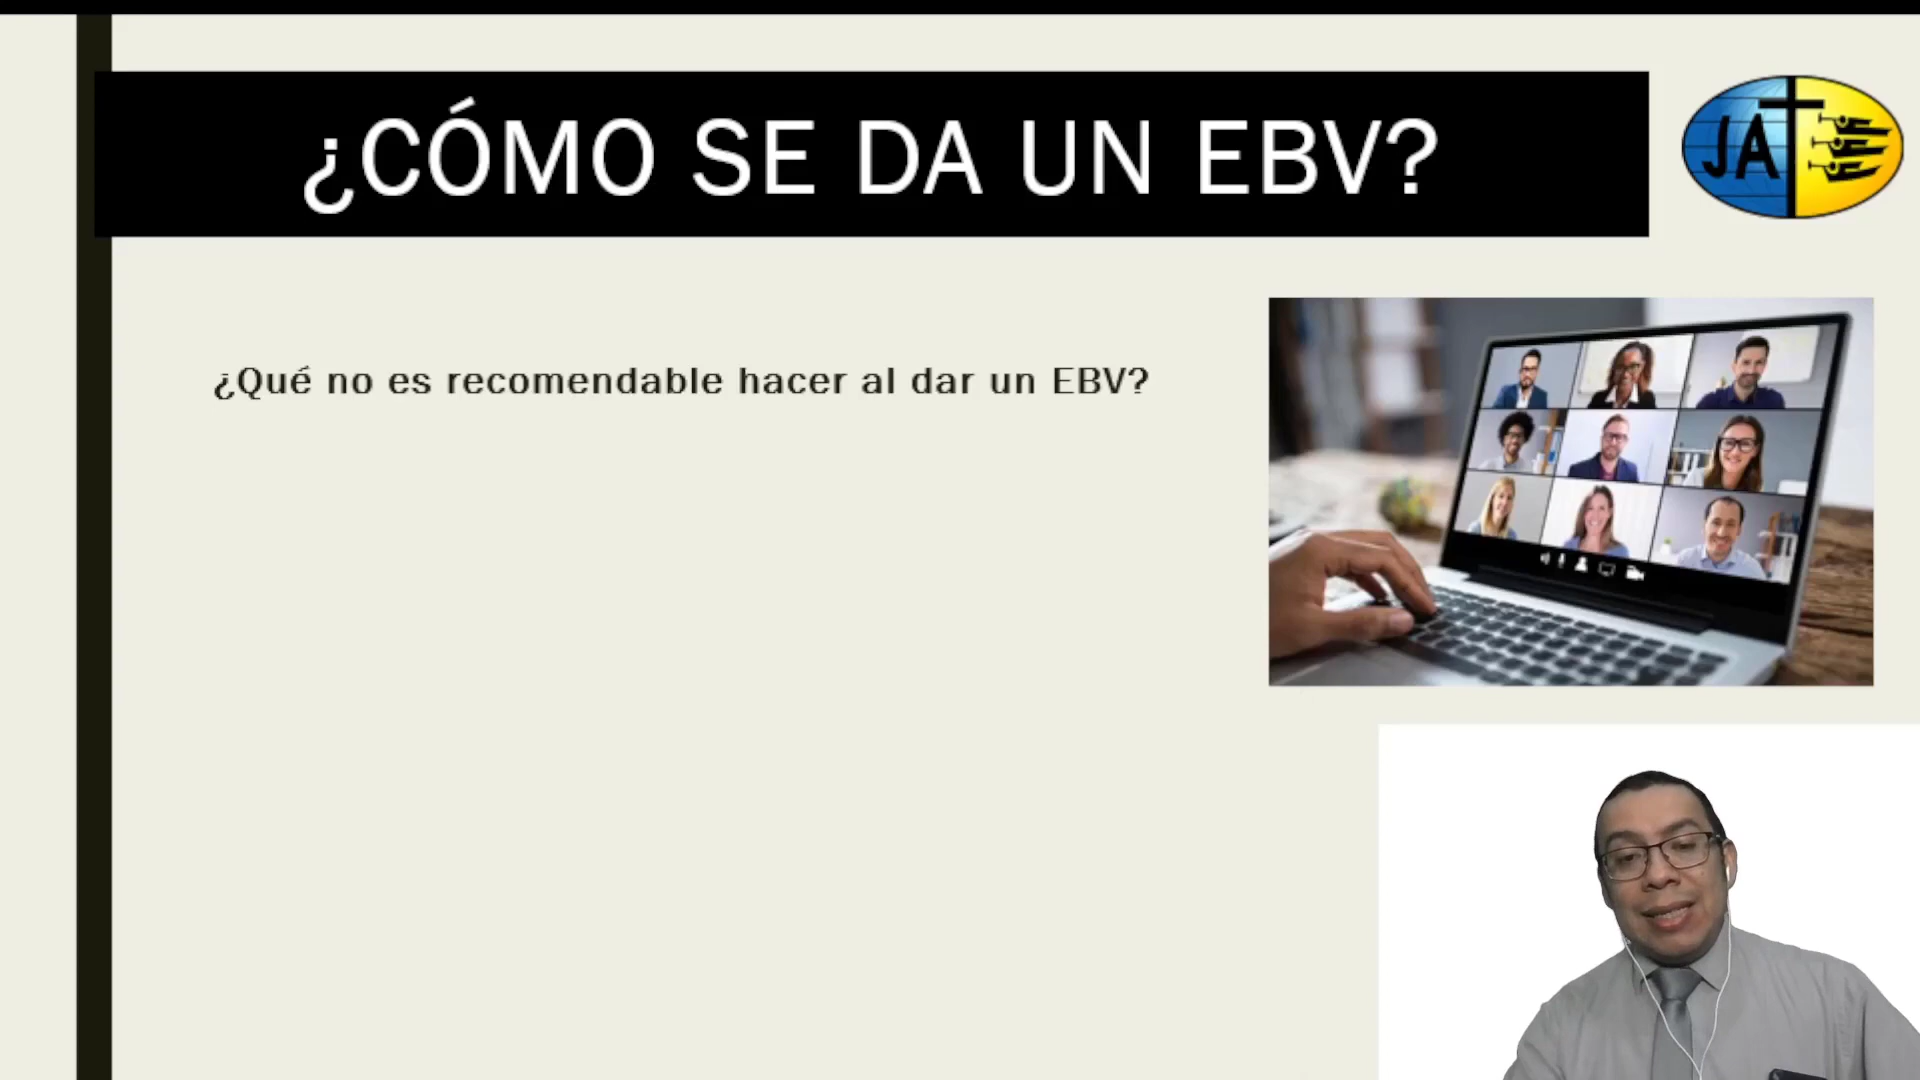 ¿CÓMO SE DA UN EBV?
JA
¿Qué no es recomendable hacer al dar un EBV?